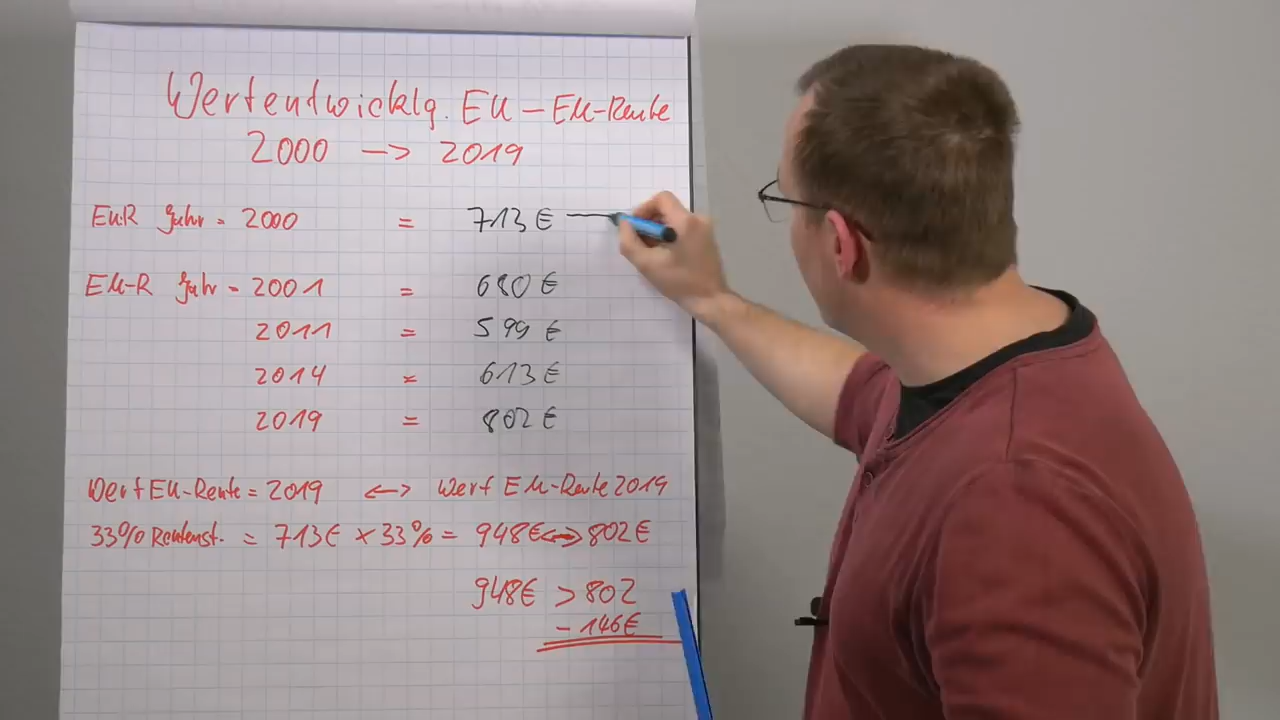 Wertentwicklg. EU – EM-Rente
2000 –> 2019
EU-R Jahr = 2000 = 713 €
EM-R Jahr = 2001 = 680 €
2011 = 599 €
2014 = 613 €
2019 = 802 €
Wert EU-Rente = 2019 <–> Wert EM-Rente 2019
33% Rentenst. = 713€ x 33% = 948€ <–> 802€
948€ > 802
– 146€